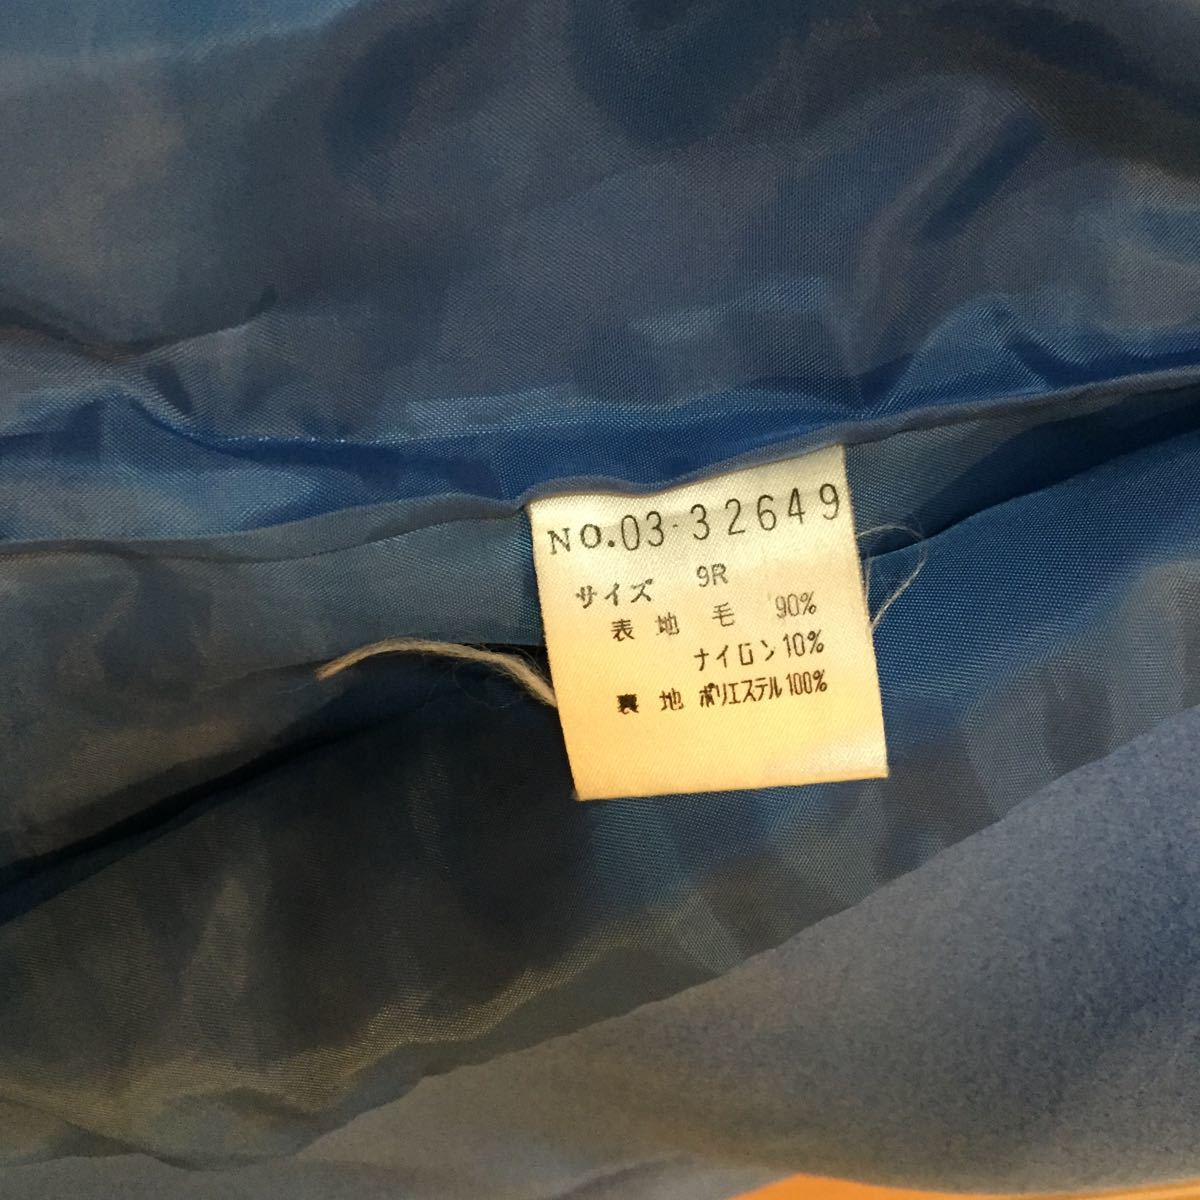 NO.03-32649
サイズ 9R
表地 毛 90%
ナイロン10%
裏地 ポリエステル100%